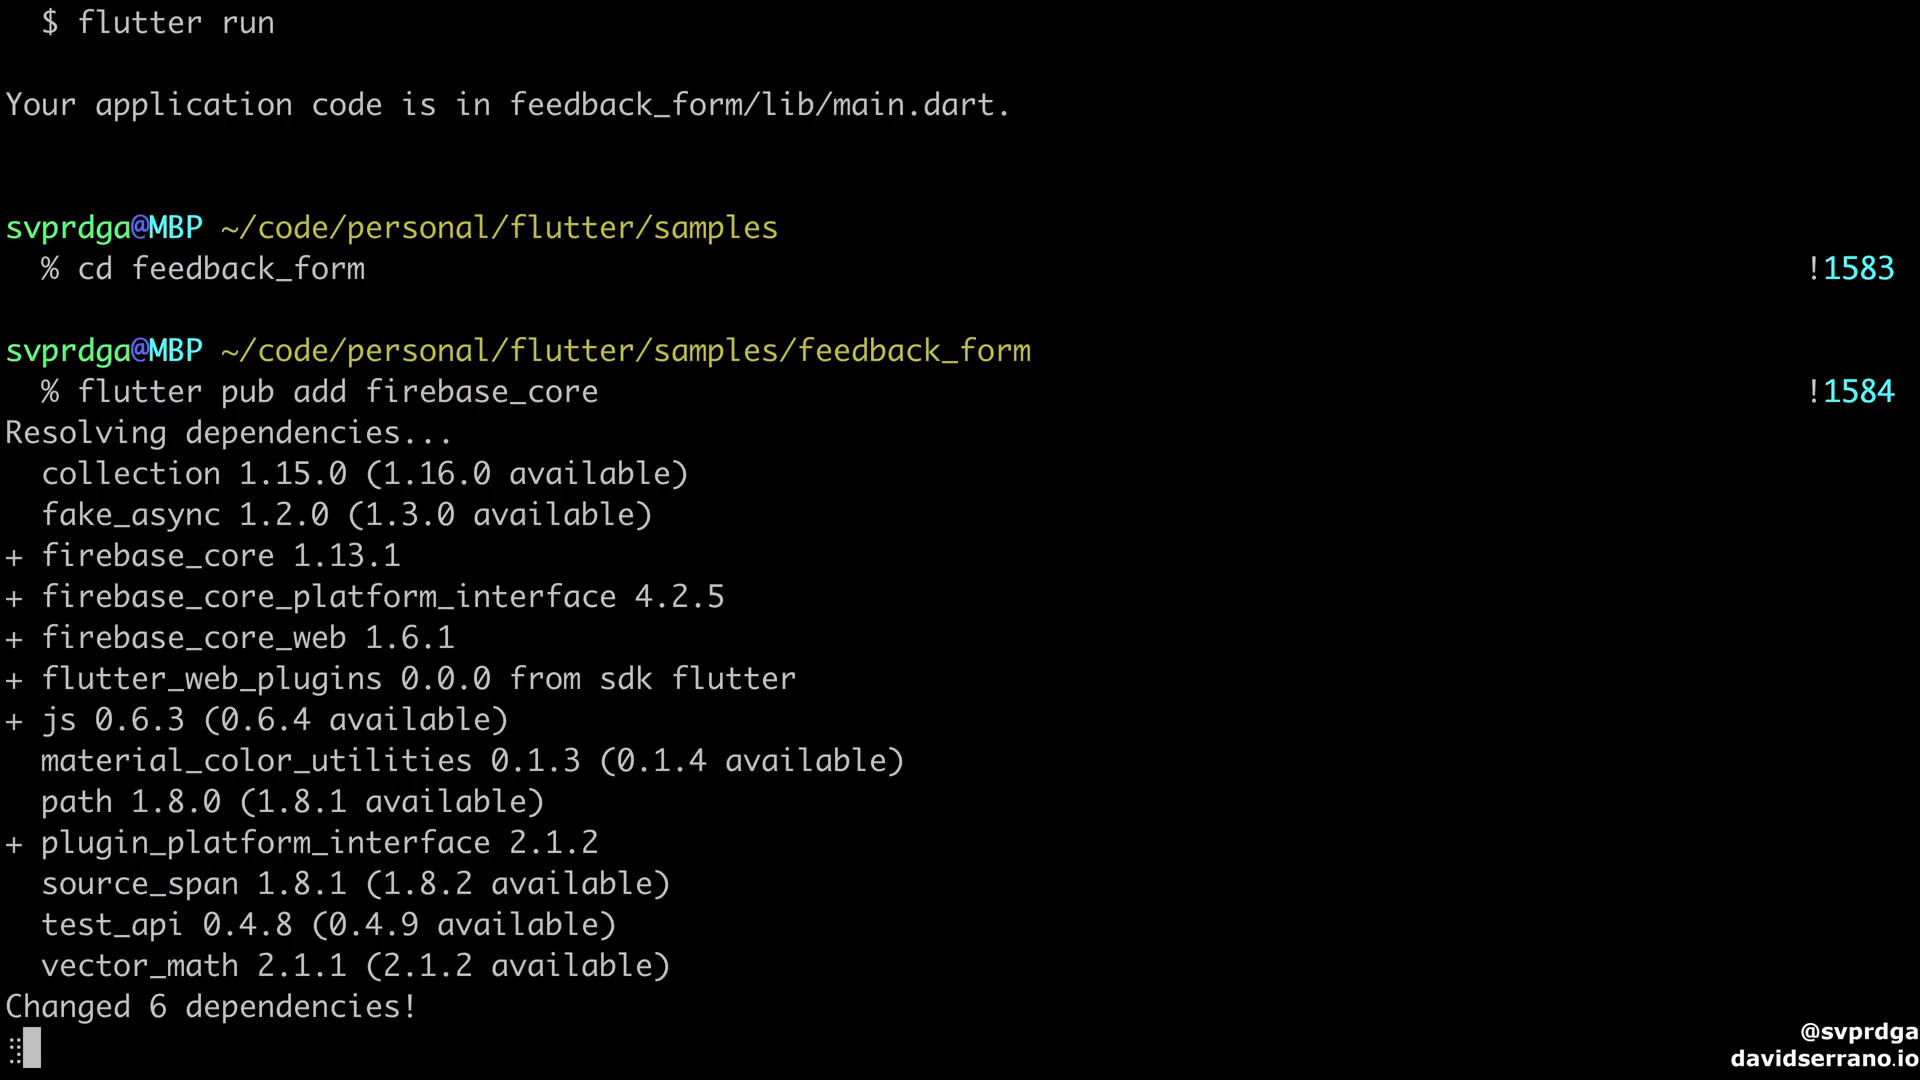 $ flutter run
Your application code is in feedback_form/lib/main.dart.
svprdga@MBP ~/code/personal/flutter/samples
% cd feedback_form !1583
svprdga@MBP ~/code/personal/flutter/samples/feedback_form
% flutter pub add firebase_core !1584
Resolving dependencies...
collection 1.15.0 (1.16.0 available)
fake_async 1.2.0 (1.3.0 available)
+ firebase_core 1.13.1
+ firebase_core_platform_interface 4.2.5
+ firebase_core_web 1.6.1
+ flutter_web_plugins 0.0.0 from sdk flutter
+ js 0.6.3 (0.6.4 available)
material_color_utilities 0.1.3 (0.1.4 available)
path 1.8.0 (1.8.1 available)
+ plugin_platform_interface 2.1.2
source_span 1.8.1 (1.8.2 available)
test_api 0.4.8 (0.4.9 available)
vector_math 2.1.1 (2.1.2 available)
Changed 6 dependencies!
@svprdga
davidserrano.io